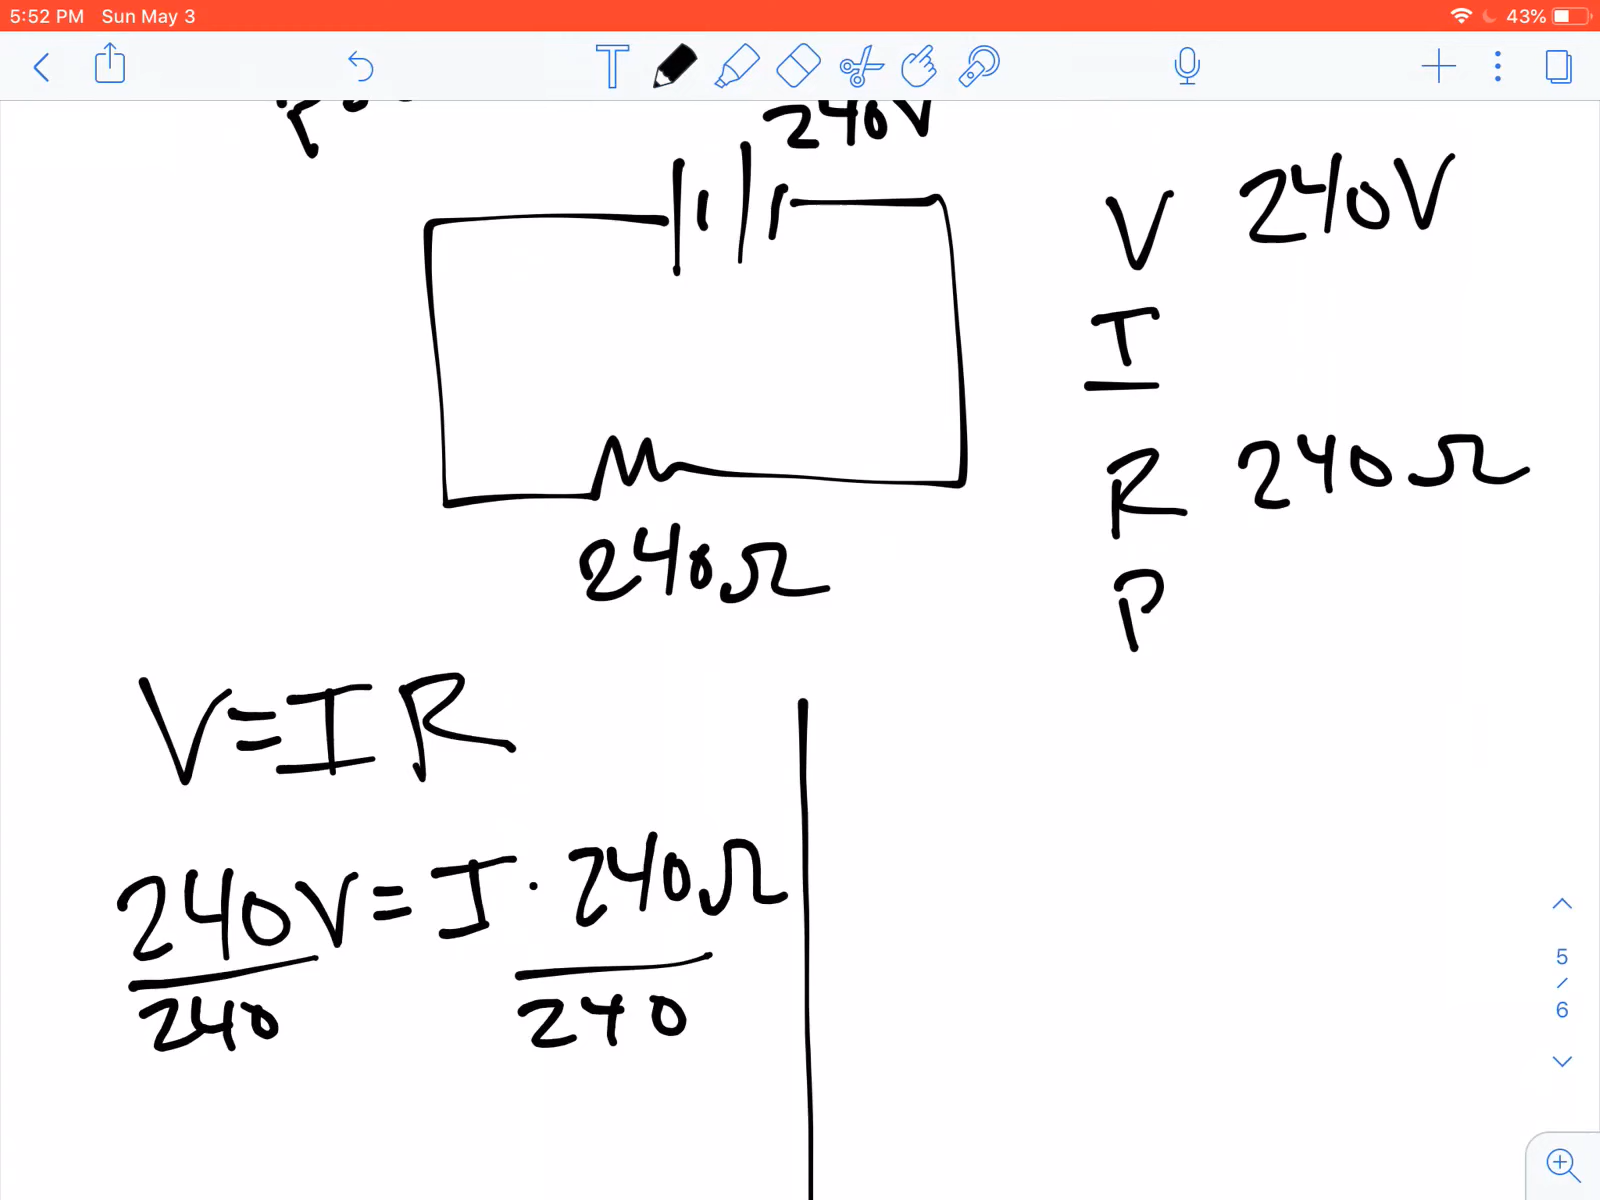 5:52 PM Sun May 3
43%
T
240V
V 240V
I
R 240Ω
P
240Ω
V=IR
240V = I · 240Ω
240 240
5
/
6